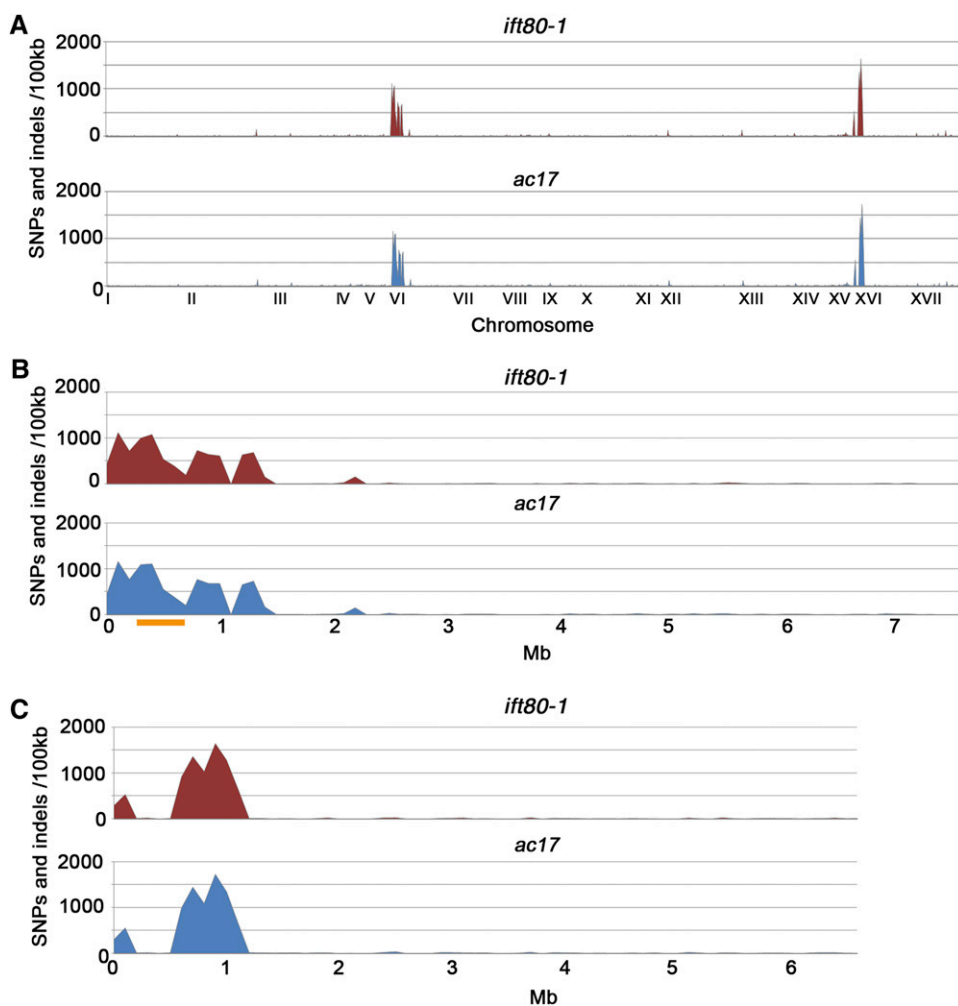 A
ift80-1
2000
1000
0
SNPs and indels /100kb
ac17
2000
1000
0
I II III IV V VI VII VIII IX X XI XII XIII XIV XV XVI XVII
Chromosome
B
ift80-1
2000
1000
0
SNPs and indels /100kb
ac17
2000
1000
0
0 1 2 3 4 5 6 7
Mb
C
ift80-1
2000
1000
0
SNPs and indels /100kb
ac17
2000
1000
0
0 1 2 3 4 5 6
Mb